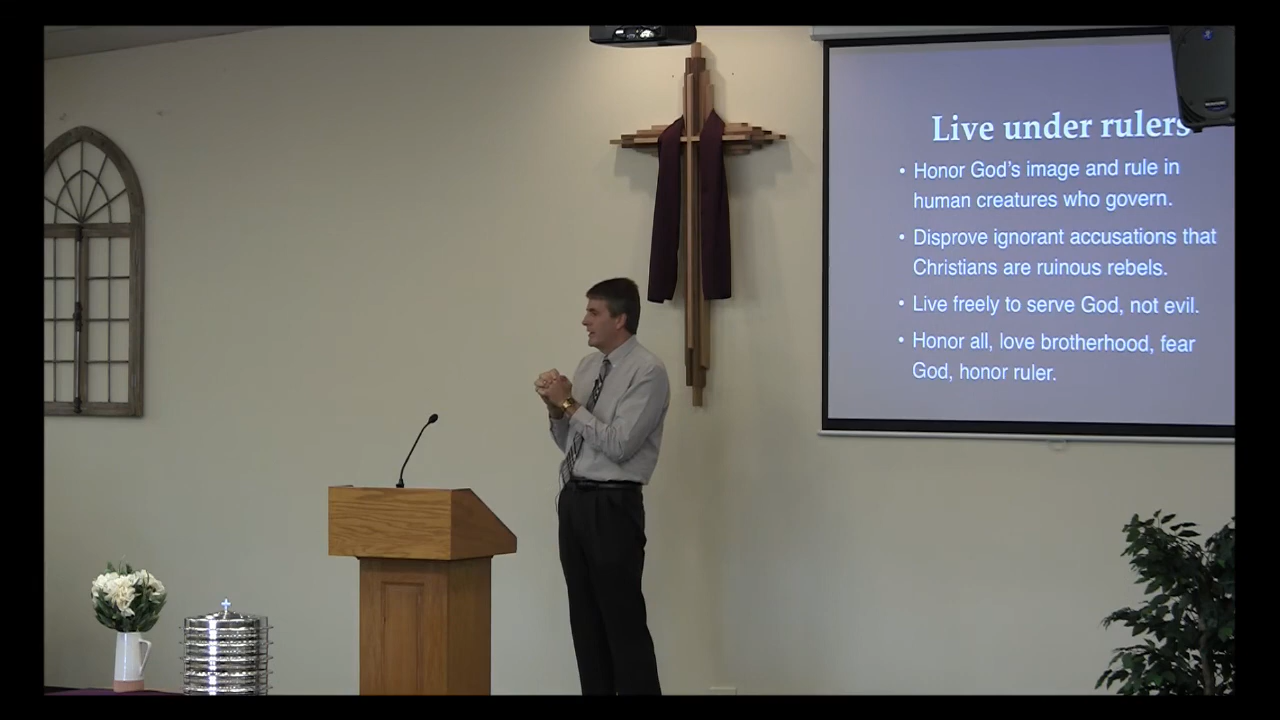 Live under rulers
• Honor God's image and rule in
human creatures who govern.
• Disprove ignorant accusations that
Christians are ruinous rebels.
• Live freely to serve God, not evil.
• Honor all, love brotherhood, fear
God, honor ruler.